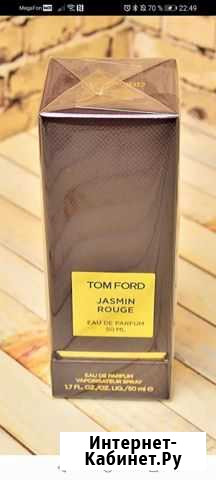 MegaFon
70 %
22:49
TOM FORD
JASMIN
ROUGE
EAU DE PARFUM
50 ML
EAU DE PARFUM
VAPORISATEUR SPRAY
1.7 FL. OZ./OZ. LIQ./50 ml ℮
Интернет-
Кабинет.Ру